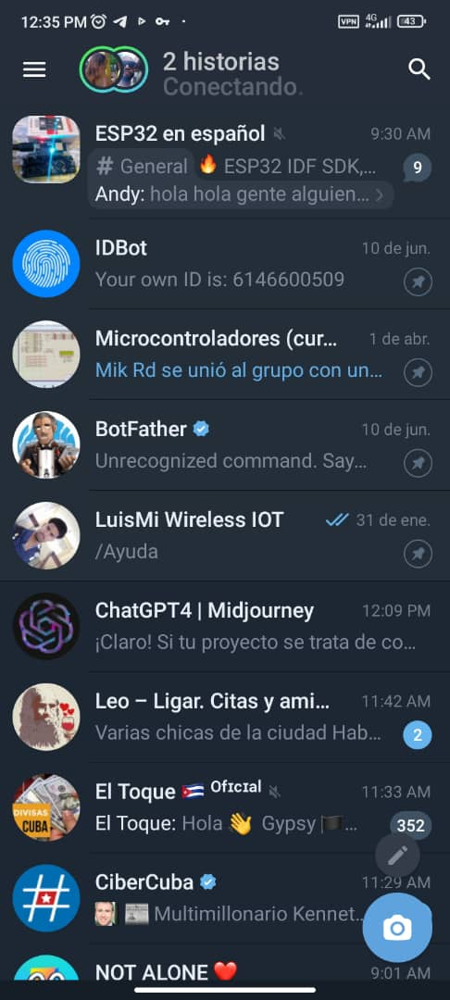 12:35 PM
VPN 4G 43
2 historias
Conectando.
ESP32 en español 9:30 AM
# General 🔥 ESP32 IDF SDK,... 9
Andy: hola hola gente alguien...
IDBot 10 de jun.
Your own ID is: 6146600509
Microcontroladores (cur... 1 de abr.
Mik Rd se unió al grupo con un...
BotFather 10 de jun.
Unrecognized command. Say...
LuisMi Wireless IOT 31 de ene.
/Ayuda
ChatGPT4 | Midjourney 12:09 PM
¡Claro! Si tu proyecto se trata de co...
Leo – Ligar. Citas y ami... 11:42 AM
Varias chicas de la ciudad Hab... 2
El Toque 🇨🇺 Ofɪcɪal 11:33 AM
El Toque: Hola 👋 Gypsy 🏴... 352
DIVISAS
CUBA
CiberCuba 11:29 AM
Multimillonario Kennet...
NOT ALONE ❤️ 9:01 AM